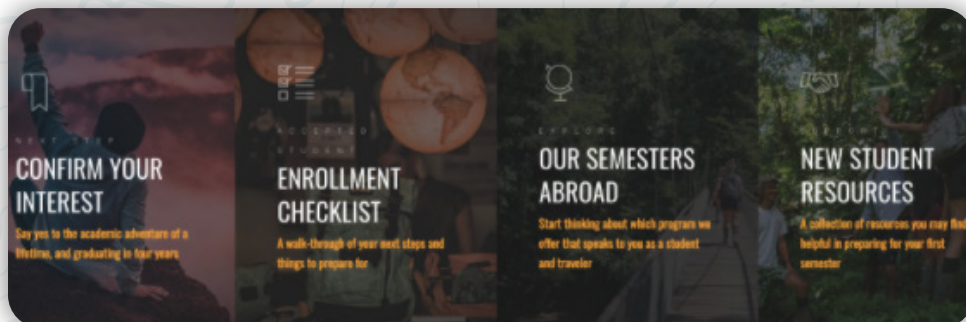 NEXT STEP
CONFIRM YOUR
INTEREST
Say yes to the academic adventure of a
lifetime, and graduating in four years
ACCEPTED
STUDENT
ENROLLMENT
CHECKLIST
A walk-through of your next steps and
things to prepare for
EXPLORE
OUR SEMESTERS
ABROAD
Start thinking about which program we
offer that speaks to you as a student
and traveler
NEW STUDENT
RESOURCES
A collection of resources you may find
helpful in preparing for your first
semester